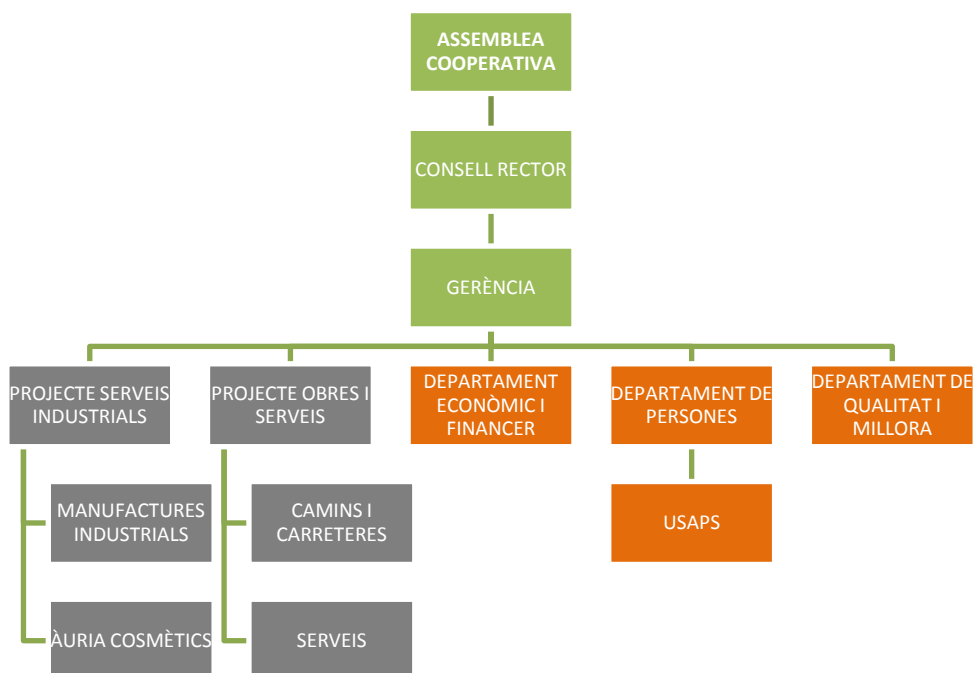 ASSEMBLEA
COOPERATIVA
CONSELL RECTOR
GERÈNCIA
PROJECTE SERVEIS
INDUSTRIALS
PROJECTE OBRES I
SERVEIS
DEPARTAMENT
ECONÒMIC I
FINANCER
DEPARTAMENT DE
PERSONES
DEPARTAMENT DE
QUALITAT I
MILLORA
MANUFACTURES
INDUSTRIALS
CAMINS I
CARRETERES
USAPS
ÀURIA COSMÈTICS
SERVEIS